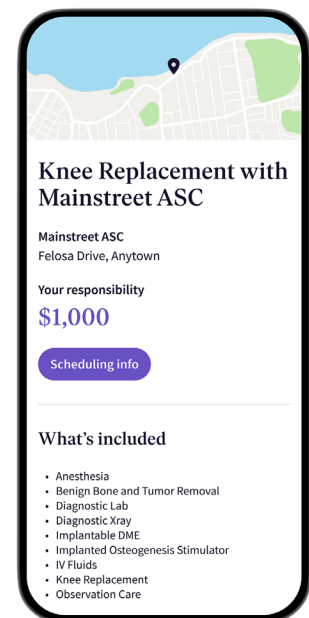 Knee Replacement with
Mainstreet ASC
Mainstreet ASC
Felosa Drive, Anytown
Your responsibility
$1,000
Scheduling info
What's included
• Anesthesia
• Benign Bone and Tumor Removal
• Diagnostic Lab
• Diagnostic Xray
• Implantable DME
• Implanted Osteogenesis Stimulator
• IV Fluids
• Knee Replacement
• Observation Care